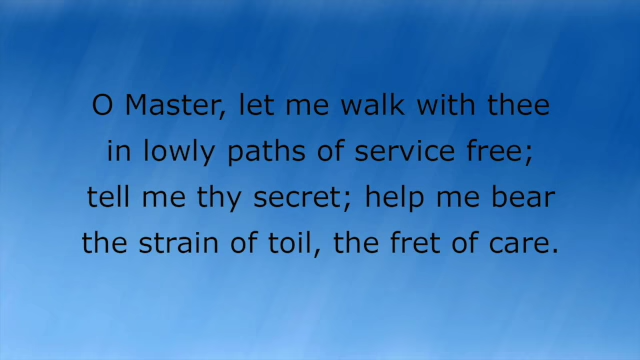 O Master, let me walk with thee
in lowly paths of service free;
tell me thy secret; help me bear
the strain of toil, the fret of care.